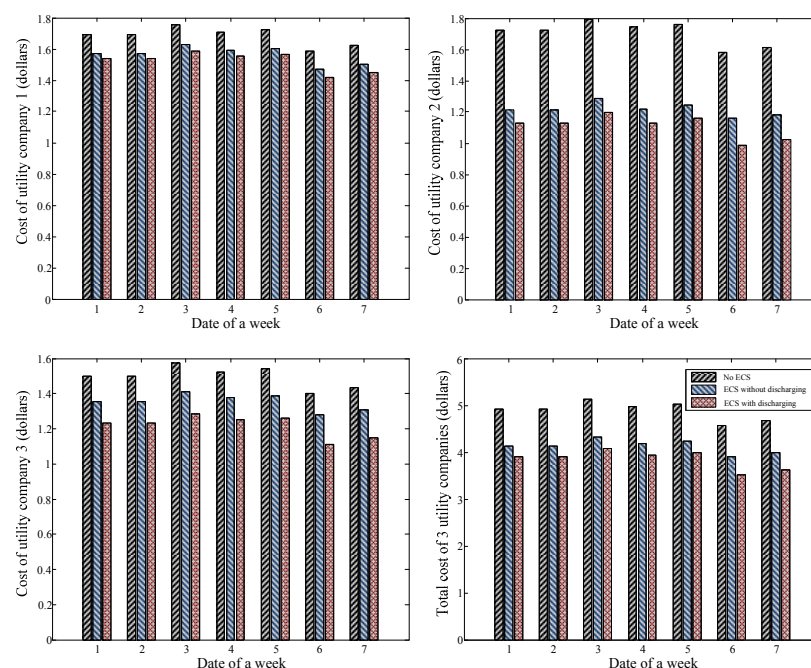 Cost of utility company 1 (dollars)
1.8
1.6
1.4
1.2
1
0.8
0.6
0.4
0.2
0
1 2 3 4 5 6 7
Date of a week
Cost of utility company 2 (dollars)
1.8
1.6
1.4
1.2
1
0.8
0.6
0.4
0.2
0
1 2 3 4 5 6 7
Date of a week
Cost of utility company 3 (dollars)
1.6
1.4
1.2
1
0.8
0.6
0.4
0.2
0
1 2 3 4 5 6 7
Date of a week
Total cost of 3 utility companies (dollars)
6
5
4
3
2
1
0
No ECS
ECS without discharging
ECS with discharging
1 2 3 4 5 6 7
Date of a week